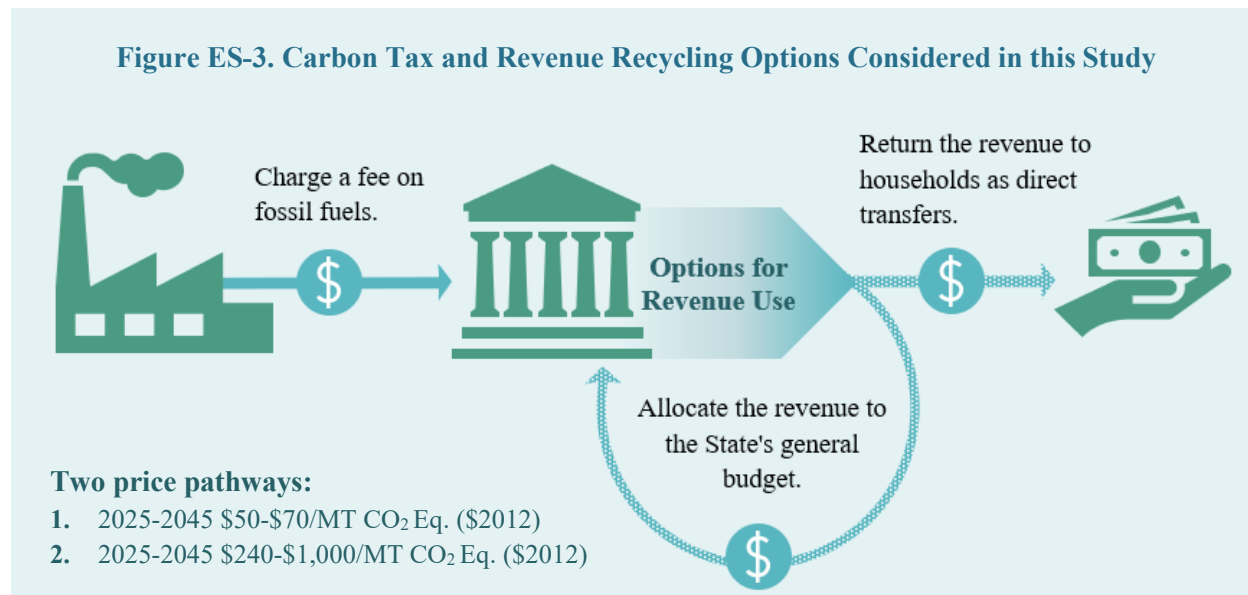 Figure ES-3. Carbon Tax and Revenue Recycling Options Considered in this Study
Charge a fee on
fossil fuels.
$
Options for
Revenue Use
Return the revenue to
households as direct
transfers.
$
Allocate the revenue to
the State's general
budget.
$
Two price pathways:
1. 2025-2045 $50-$70/MT CO₂ Eq. ($2012)
2. 2025-2045 $240-$1,000/MT CO₂ Eq. ($2012)